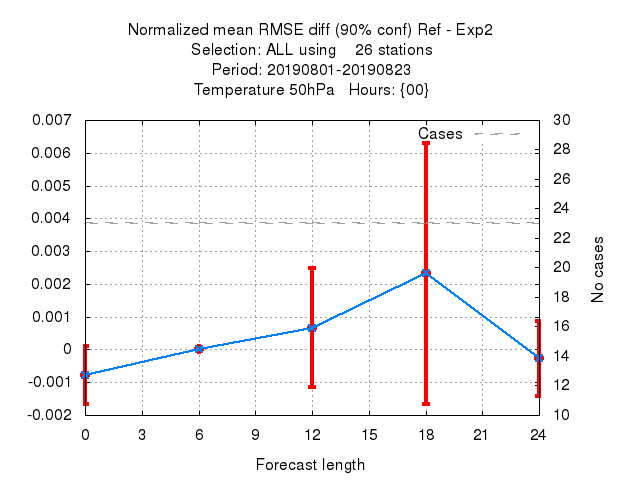 Normalized mean RMSE diff (90% conf) Ref - Exp2
Selection: ALL using    26 stations
Period: 20190801-20190823
Temperature 50hPa   Hours: {00}
Cases
0.007
0.006
0.005
0.004
0.003
0.002
0.001
0
-0.001
-0.002
30
28
26
24
22
20
18
16
14
12
10
No cases
0 3 6 9 12 15 18 21 24
Forecast length